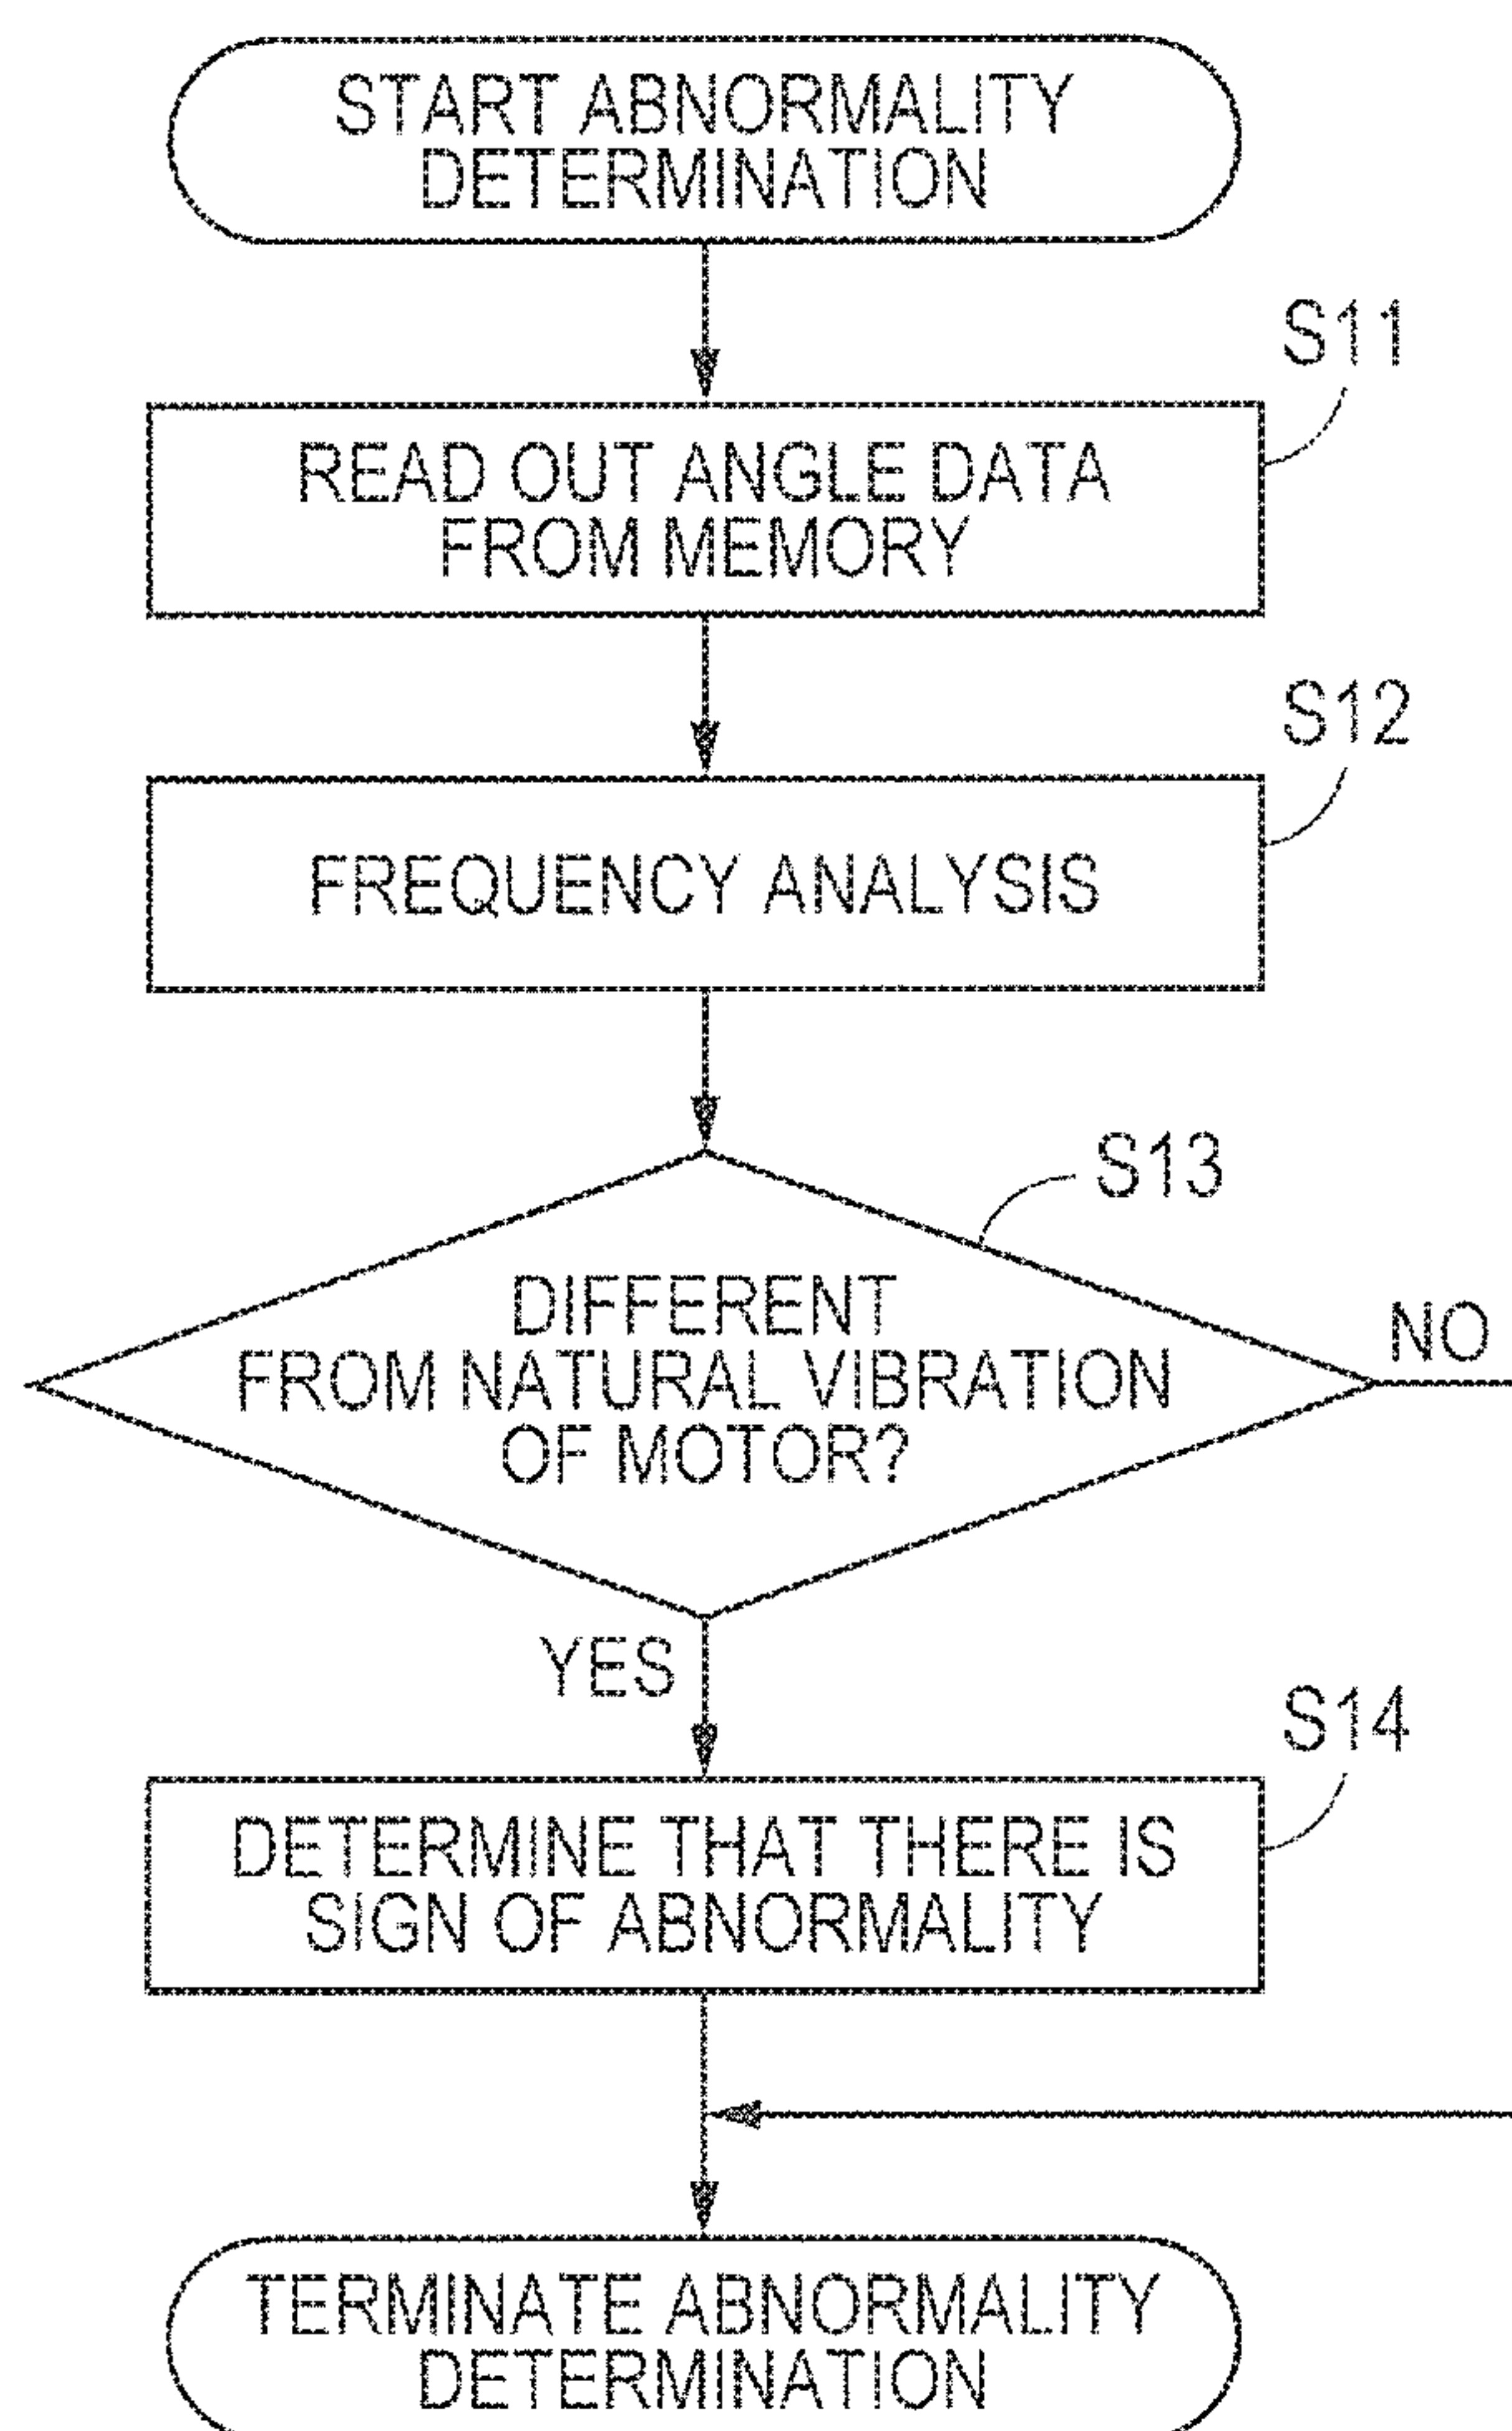 START ABNORMALITY
DETERMINATION
S11
READ OUT ANGLE DATA
FROM MEMORY
S12
FREQUENCY ANALYSIS
S13
DIFFERENT
FROM NATURAL VIBRATION
OF MOTOR?
NO
YES
S14
DETERMINE THAT THERE IS
SIGN OF ABNORMALITY
TERMINATE ABNORMALITY
DETERMINATION